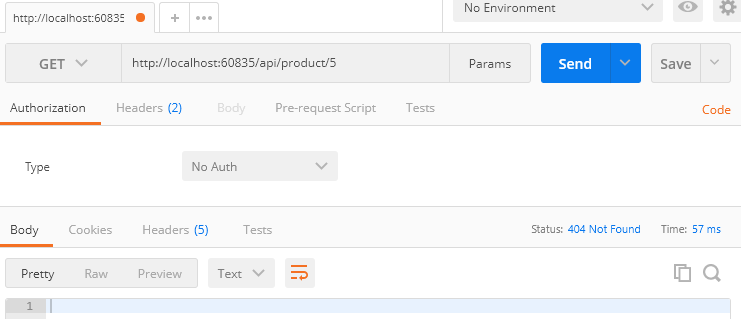 http://localhost:60835 No Environment
GET http://localhost:60835/api/product/5 Params Send Save
Authorization Headers (2) Body Pre-request Script Tests Code
Type No Auth
Body Cookies Headers (5) Tests Status: 404 Not Found Time: 57 ms
Pretty Raw Preview Text
1